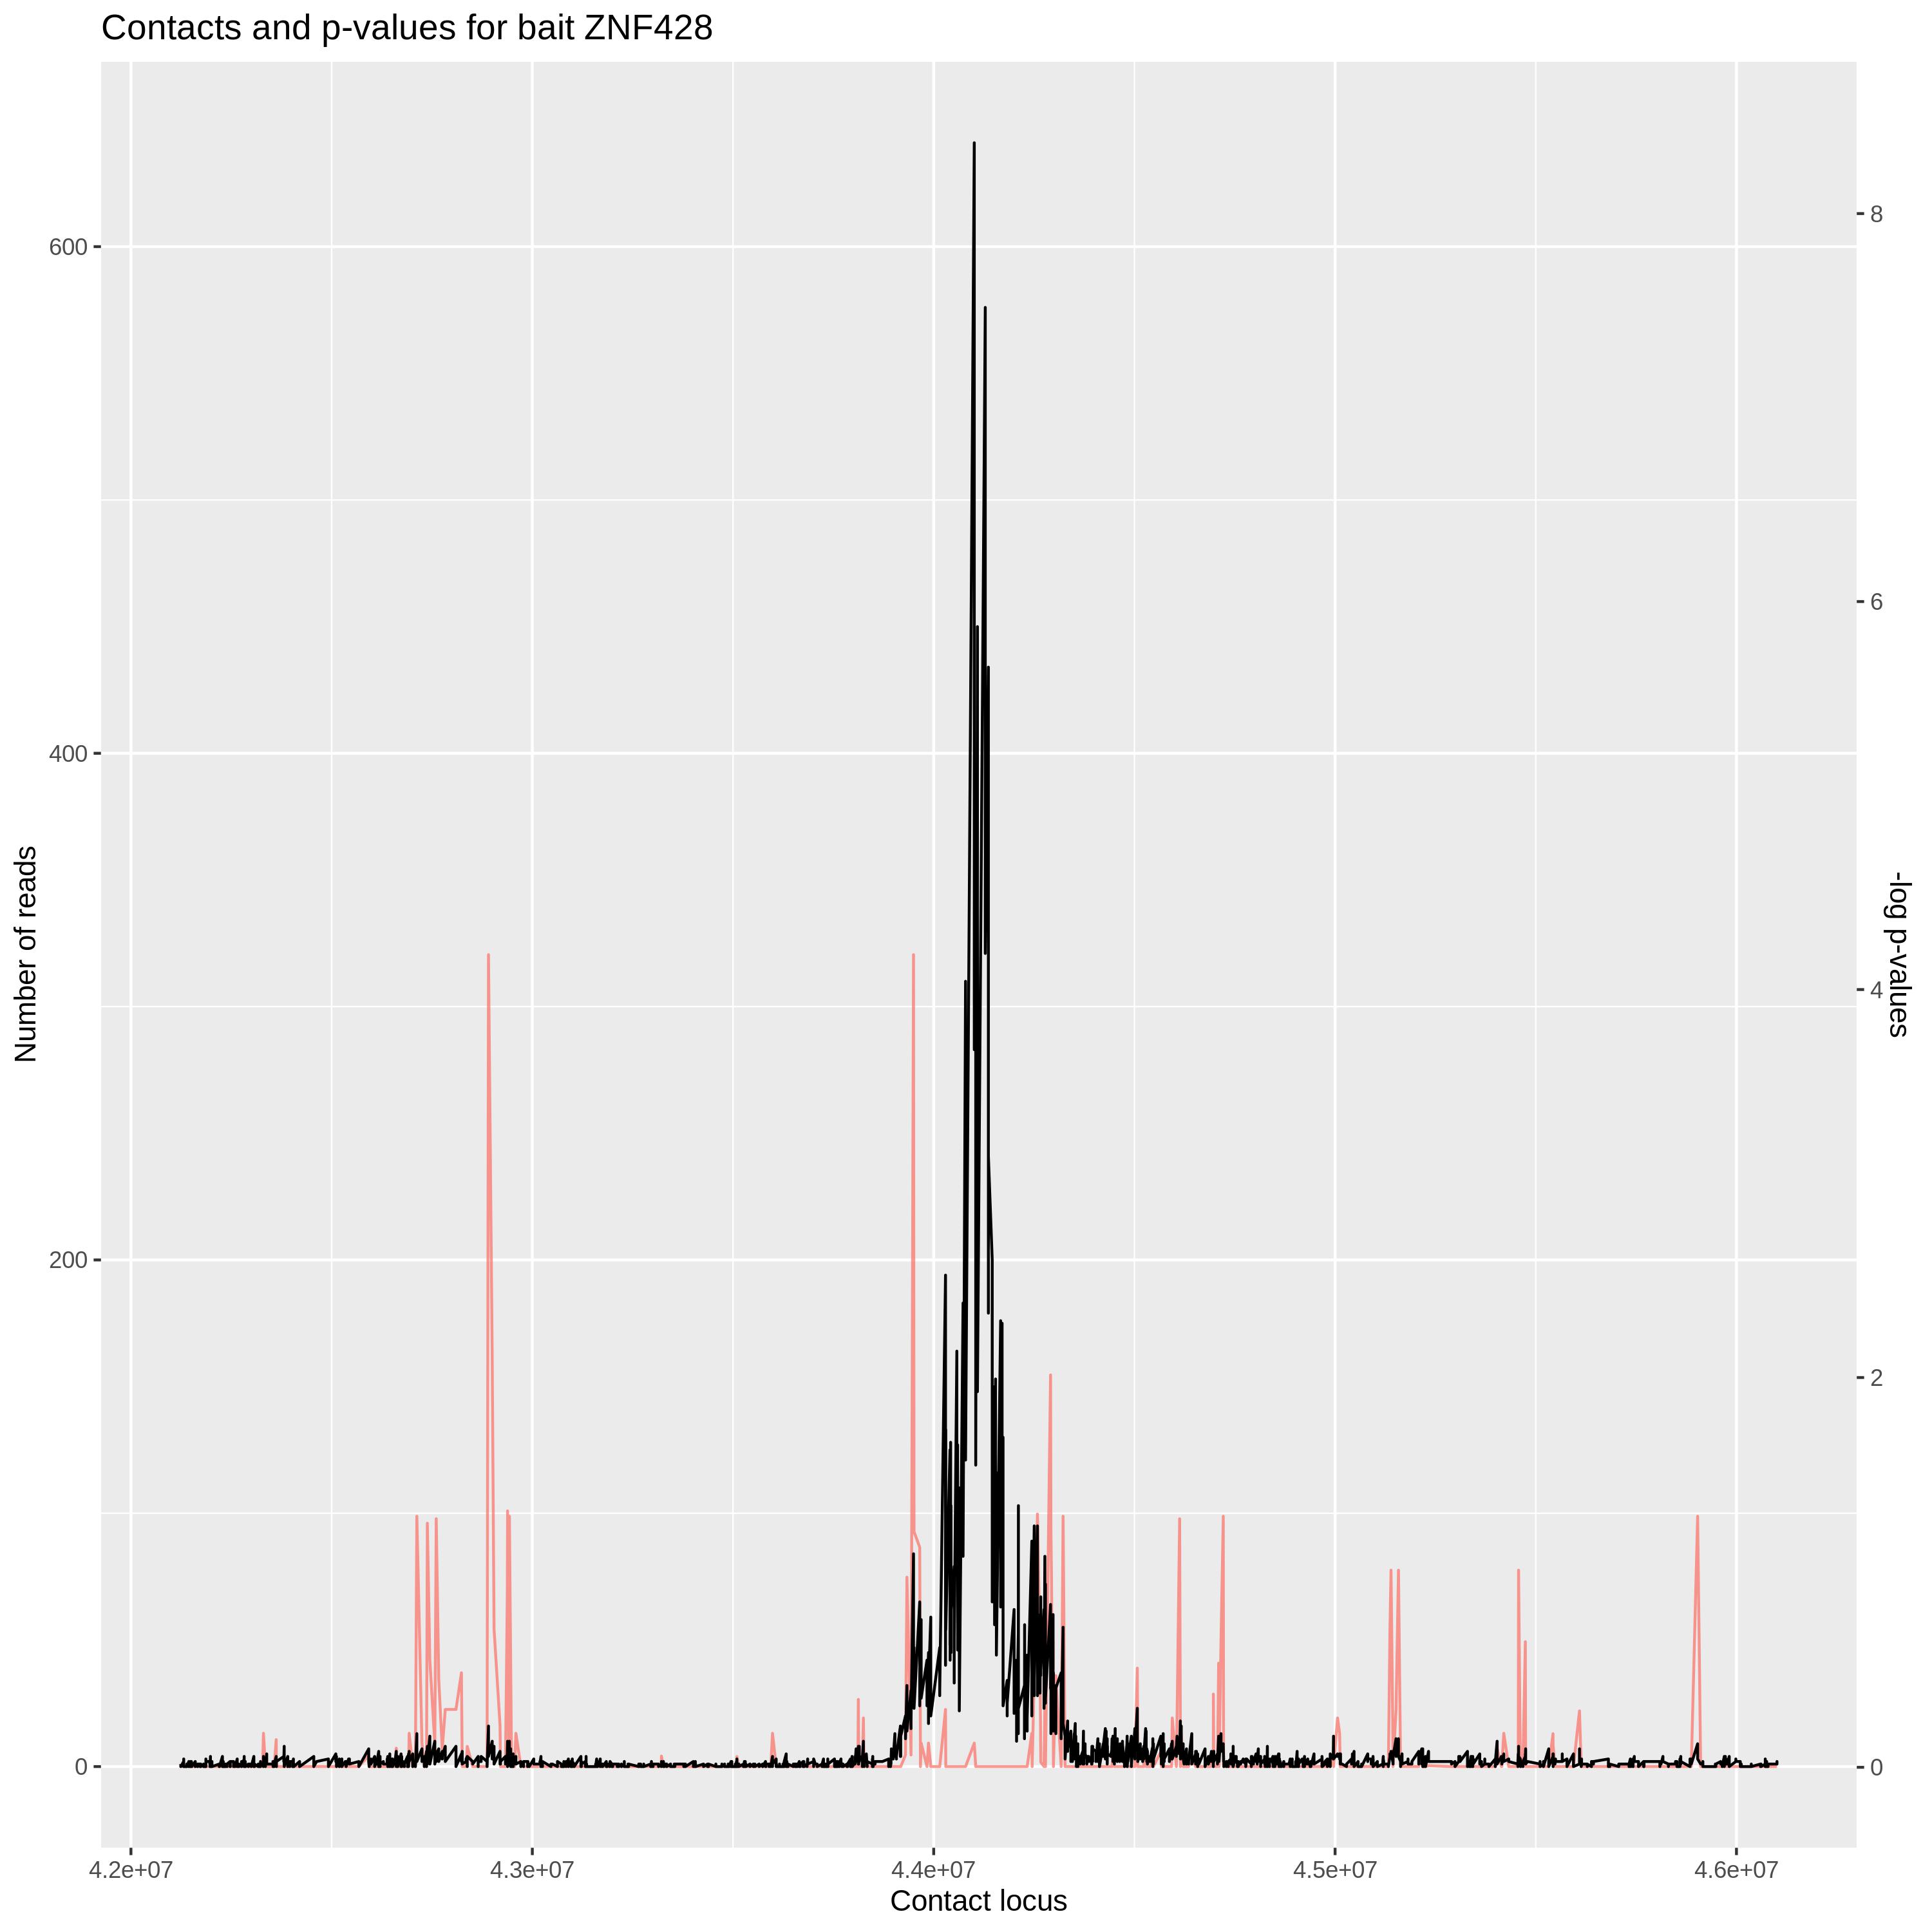 Contacts and p-values for bait ZNF428
Number of reads
600
400
200
0
8
6
4
2
0
-log p-values
4.2e+07 4.3e+07 4.4e+07 4.5e+07 4.6e+07
Contact locus